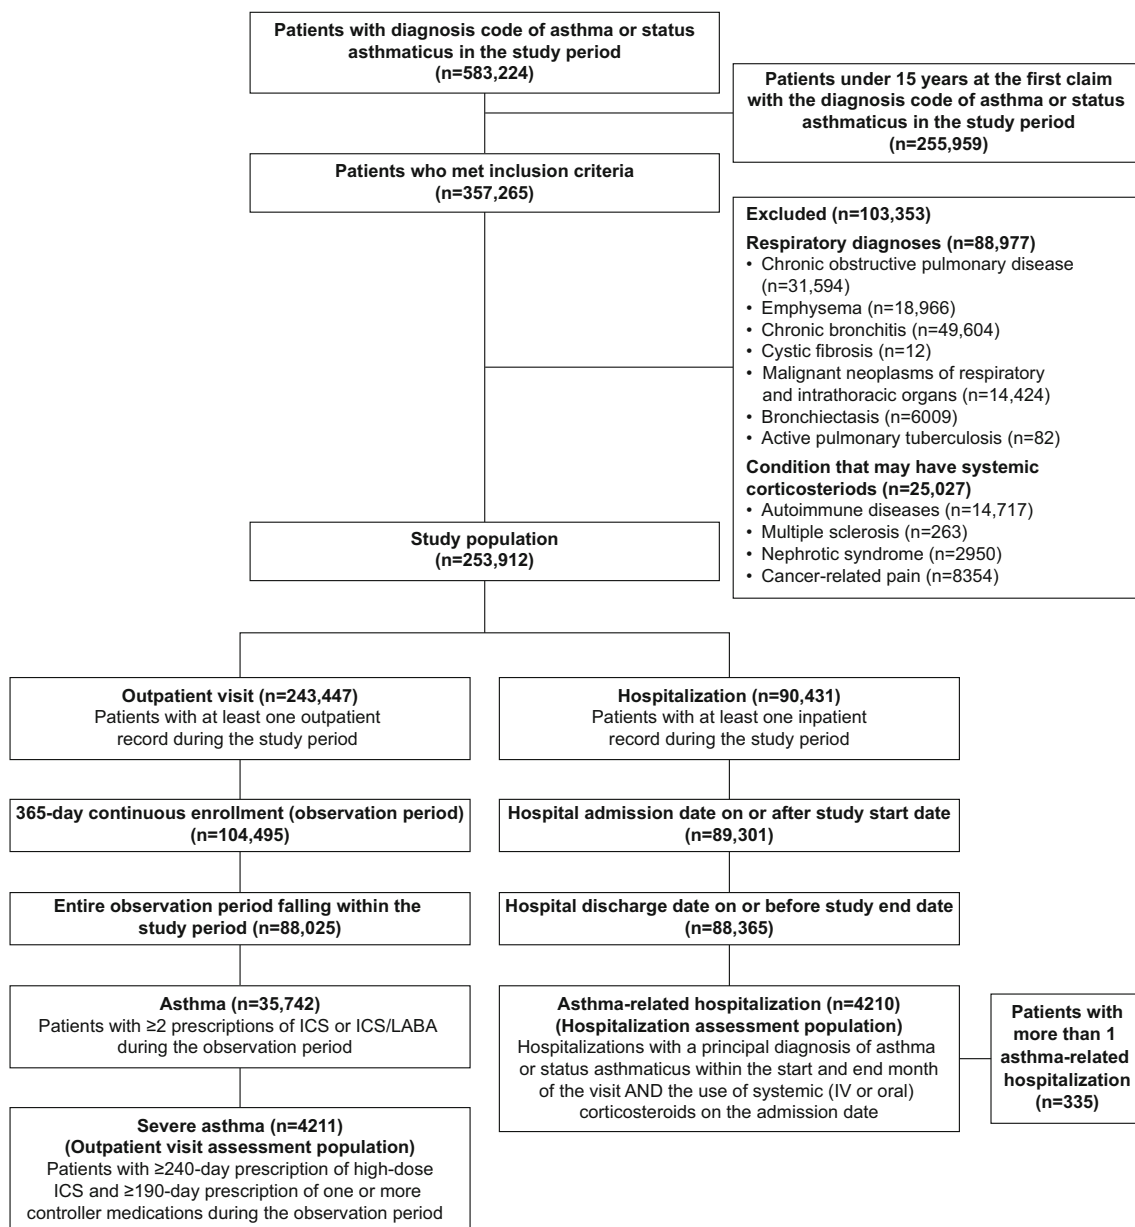 Patients with diagnosis code of asthma or status
asthmaticus in the study period
(n=583,224)
Patients under 15 years at the first claim
with the diagnosis code of asthma or status
asthmaticus in the study period
(n=255,959)
Patients who met inclusion criteria
(n=357,265)
Excluded (n=103,353)
Respiratory diagnoses (n=88,977)
• Chronic obstructive pulmonary disease
(n=31,594)
• Emphysema (n=18,966)
• Chronic bronchitis (n=49,604)
• Cystic fibrosis (n=12)
• Malignant neoplasms of respiratory
and intrathoracic organs (n=14,424)
• Bronchiectasis (n=6009)
• Active pulmonary tuberculosis (n=82)
Condition that may have systemic
corticosteriods (n=25,027)
• Autoimmune diseases (n=14,717)
• Multiple sclerosis (n=263)
• Nephrotic syndrome (n=2950)
• Cancer-related pain (n=8354)
Study population
(n=253,912)
Outpatient visit (n=243,447)
Patients with at least one outpatient
record during the study period
365-day continuous enrollment (observation period)
(n=104,495)
Entire observation period falling within the
study period (n=88,025)
Asthma (n=35,742)
Patients with ≥2 prescriptions of ICS or ICS/LABA
during the observation period
Severe asthma (n=4211)
(Outpatient visit assessment population)
Patients with ≥240-day prescription of high-dose
ICS and ≥190-day prescription of one or more
controller medications during the observation period
Hospitalization (n=90,431)
Patients with at least one inpatient
record during the study period
Hospital admission date on or after study start date
(n=89,301)
Hospital discharge date on or before study end date
(n=88,365)
Asthma-related hospitalization (n=4210)
(Hospitalization assessment population)
Hospitalizations with a principal diagnosis of asthma
or status asthmaticus within the start and end month
of the visit AND the use of systemic (IV or oral)
corticosteroids on the admission date
Patients with
more than 1
asthma-related
hospitalization
(n=335)